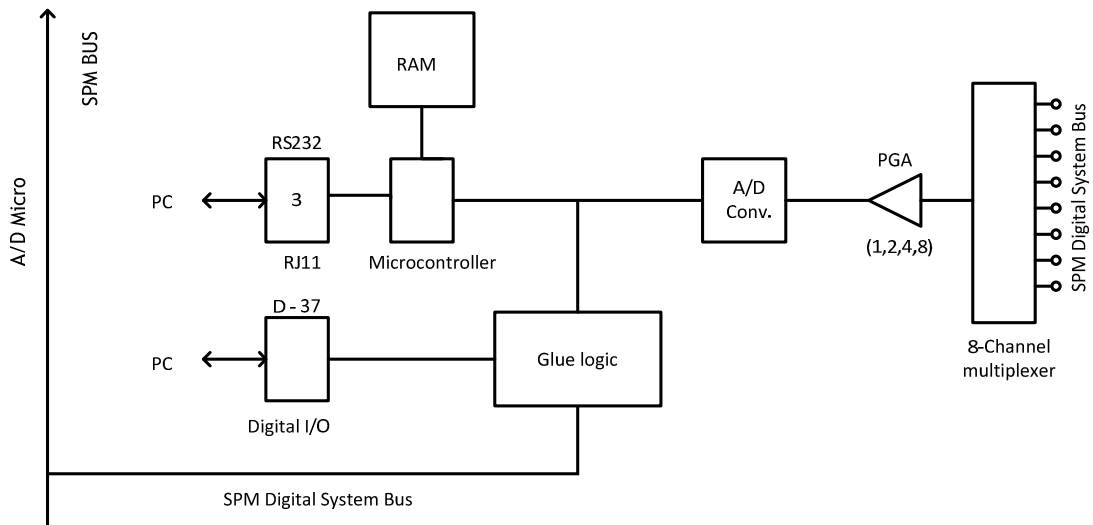 SPM BUS
A/D Micro
RAM
RS232
3
RJ11
PC
Microcontroller
A/D
Conv.
PGA
(1,2,4,8)
SPM Digital System Bus
8-Channel
multiplexer
D - 37
PC
Digital I/O
Glue logic
SPM Digital System Bus